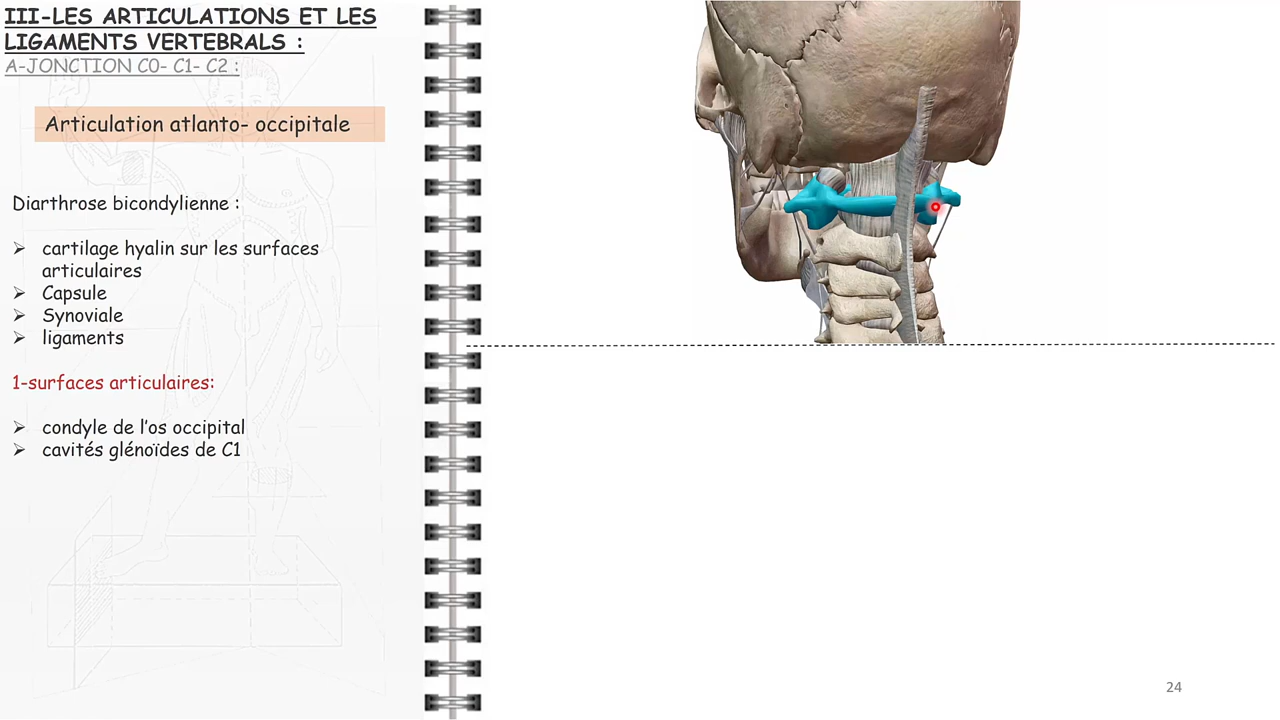 III-LES ARTICULATIONS ET LES
LIGAMENTS VERTEBRALS :
A-JONCTION C0- C1- C2 :
Articulation atlanto- occipitale
Diarthrose bicondylienne :
➢ cartilage hyalin sur les surfaces
articulaires
➢ Capsule
➢ Synoviale
➢ ligaments
1-surfaces articulaires:
➢ condyle de l'os occipital
➢ cavités glénoïdes de C1
24